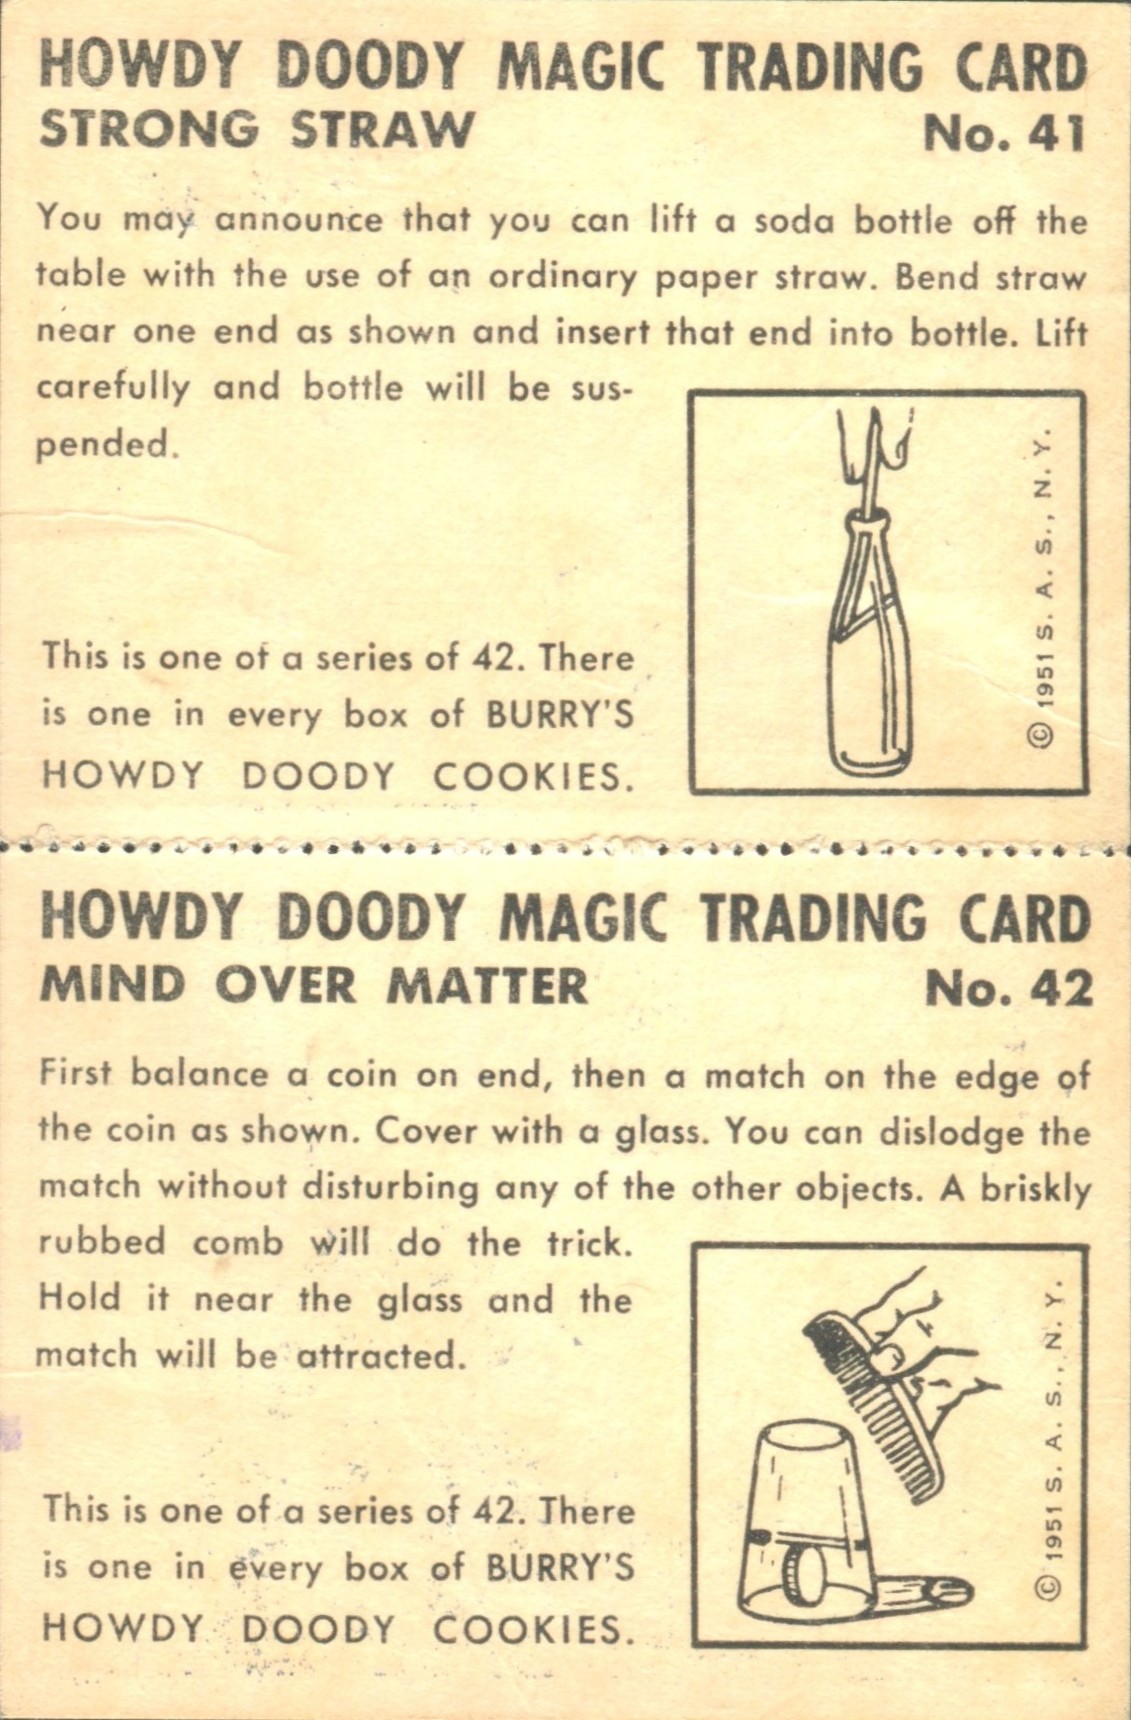 HOWDY DOODY MAGIC TRADING CARD
STRONG STRAW No. 41
You may announce that you can lift a soda bottle off the
table with the use of an ordinary paper straw. Bend straw
near one end as shown and insert that end into bottle. Lift
carefully and bottle will be sus-
pended.
This is one of a series of 42. There
is one in every box of BURRY'S
HOWDY DOODY COOKIES.
© 1951 S. A. S., N. Y.
HOWDY DOODY MAGIC TRADING CARD
MIND OVER MATTER No. 42
First balance a coin on end, then a match on the edge of
the coin as shown. Cover with a glass. You can dislodge the
match without disturbing any of the other objects. A briskly
rubbed comb will do the trick.
Hold it near the glass and the
match will be attracted.
This is one of a series of 42. There
is one in every box of BURRY'S
HOWDY DOODY COOKIES.
© 1951 S. A. S., N. Y.